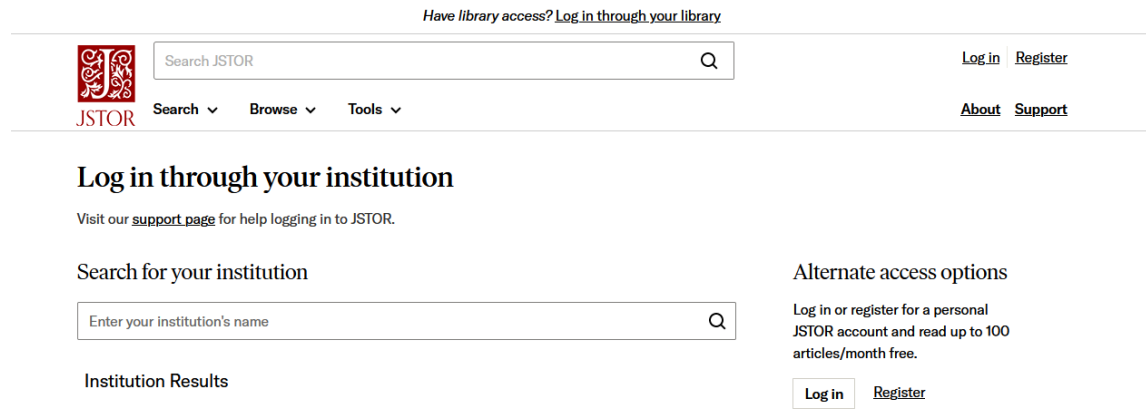 Have library access? Log in through your library
Search JSTOR
Log in Register
JSTOR
Search Browse Tools
About Support
Log in through your institution
Visit our support page for help logging in to JSTOR.
Search for your institution
Enter your institution's name
Institution Results
Alternate access options
Log in or register for a personal
JSTOR account and read up to 100
articles/month free.
Log in Register